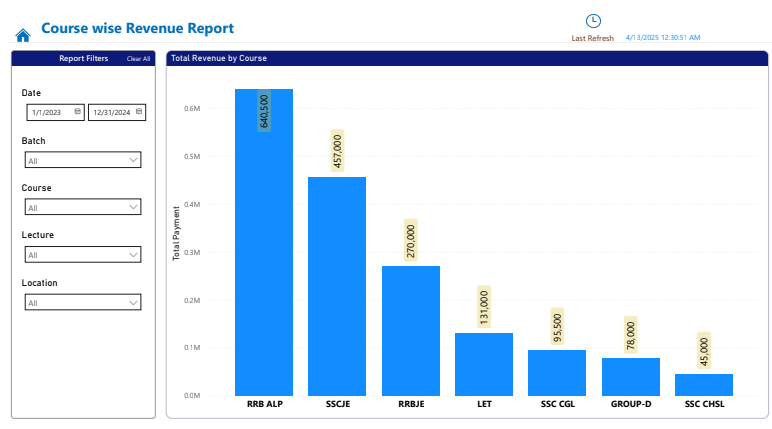 Course wise Revenue Report
Last Refresh 4/13/2025 12:30:51 AM
Report Filters Clear All
Date
1/1/2023 12/31/2024
Batch
All
Course
All
Lecture
All
Location
All
Total Revenue by Course
Total Payment
0.6M
0.5M
0.4M
0.3M
0.2M
0.1M
0.0M
640,500
457,000
270,000
131,000
95,500
78,000
45,000
RRB ALP SSCJE RRBJE LET SSC CGL GROUP-D SSC CHSL